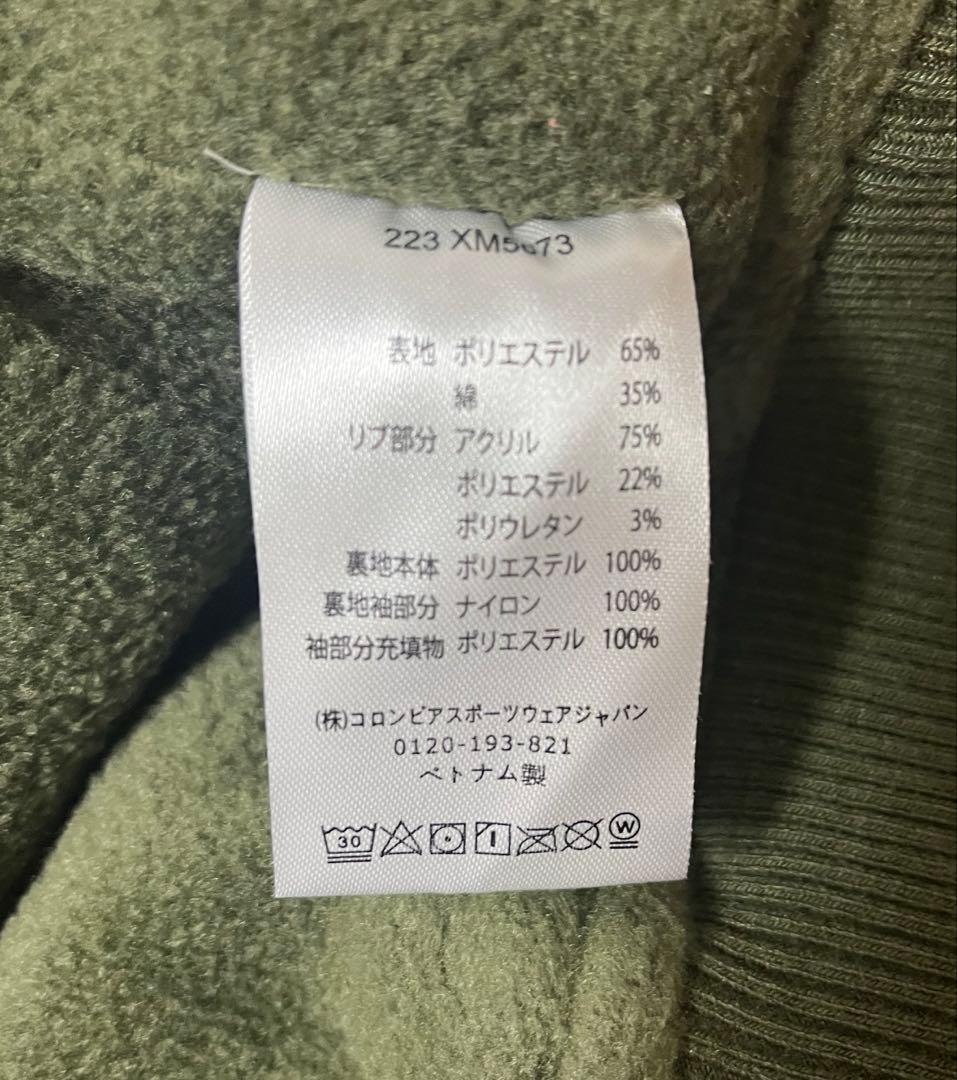 223 XM5673
表地 ポリエステル 65%
綿 35%
リブ部分 アクリル 75%
ポリエステル 22%
ポリウレタン 3%
裏地本体 ポリエステル 100%
裏地袖部分 ナイロン 100%
袖部分充填物 ポリエステル 100%
(株)コロンビアスポーツウェアジャパン
0120-193-821
ベトナム製
30 W